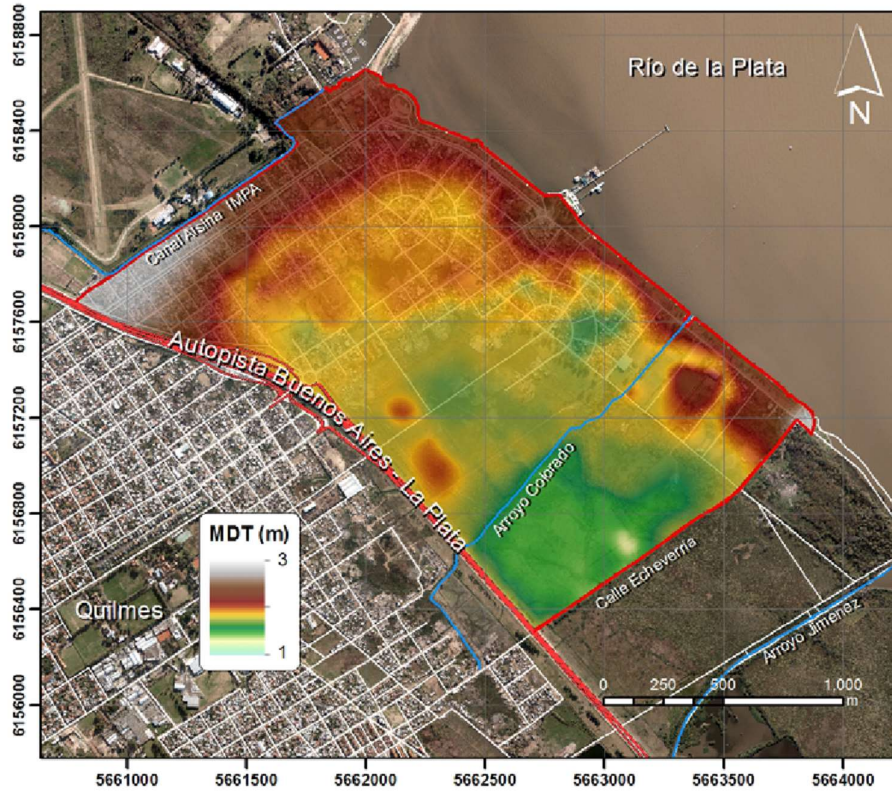 6158800
6158400
6158000
6157600
6157200
6156800
6156400
6156000
Río de la Plata
N
Canal Alsina IMPA
Autopista Buenos Aires - La Plata
Arroyo Colorado
Calle Echeverría
Arroyo Jimenez
Quilmes
MDT (m)
3
1
0 250 500 1.000
m
5661000 5661500 5662000 5662500 5663000 5663500 5664000